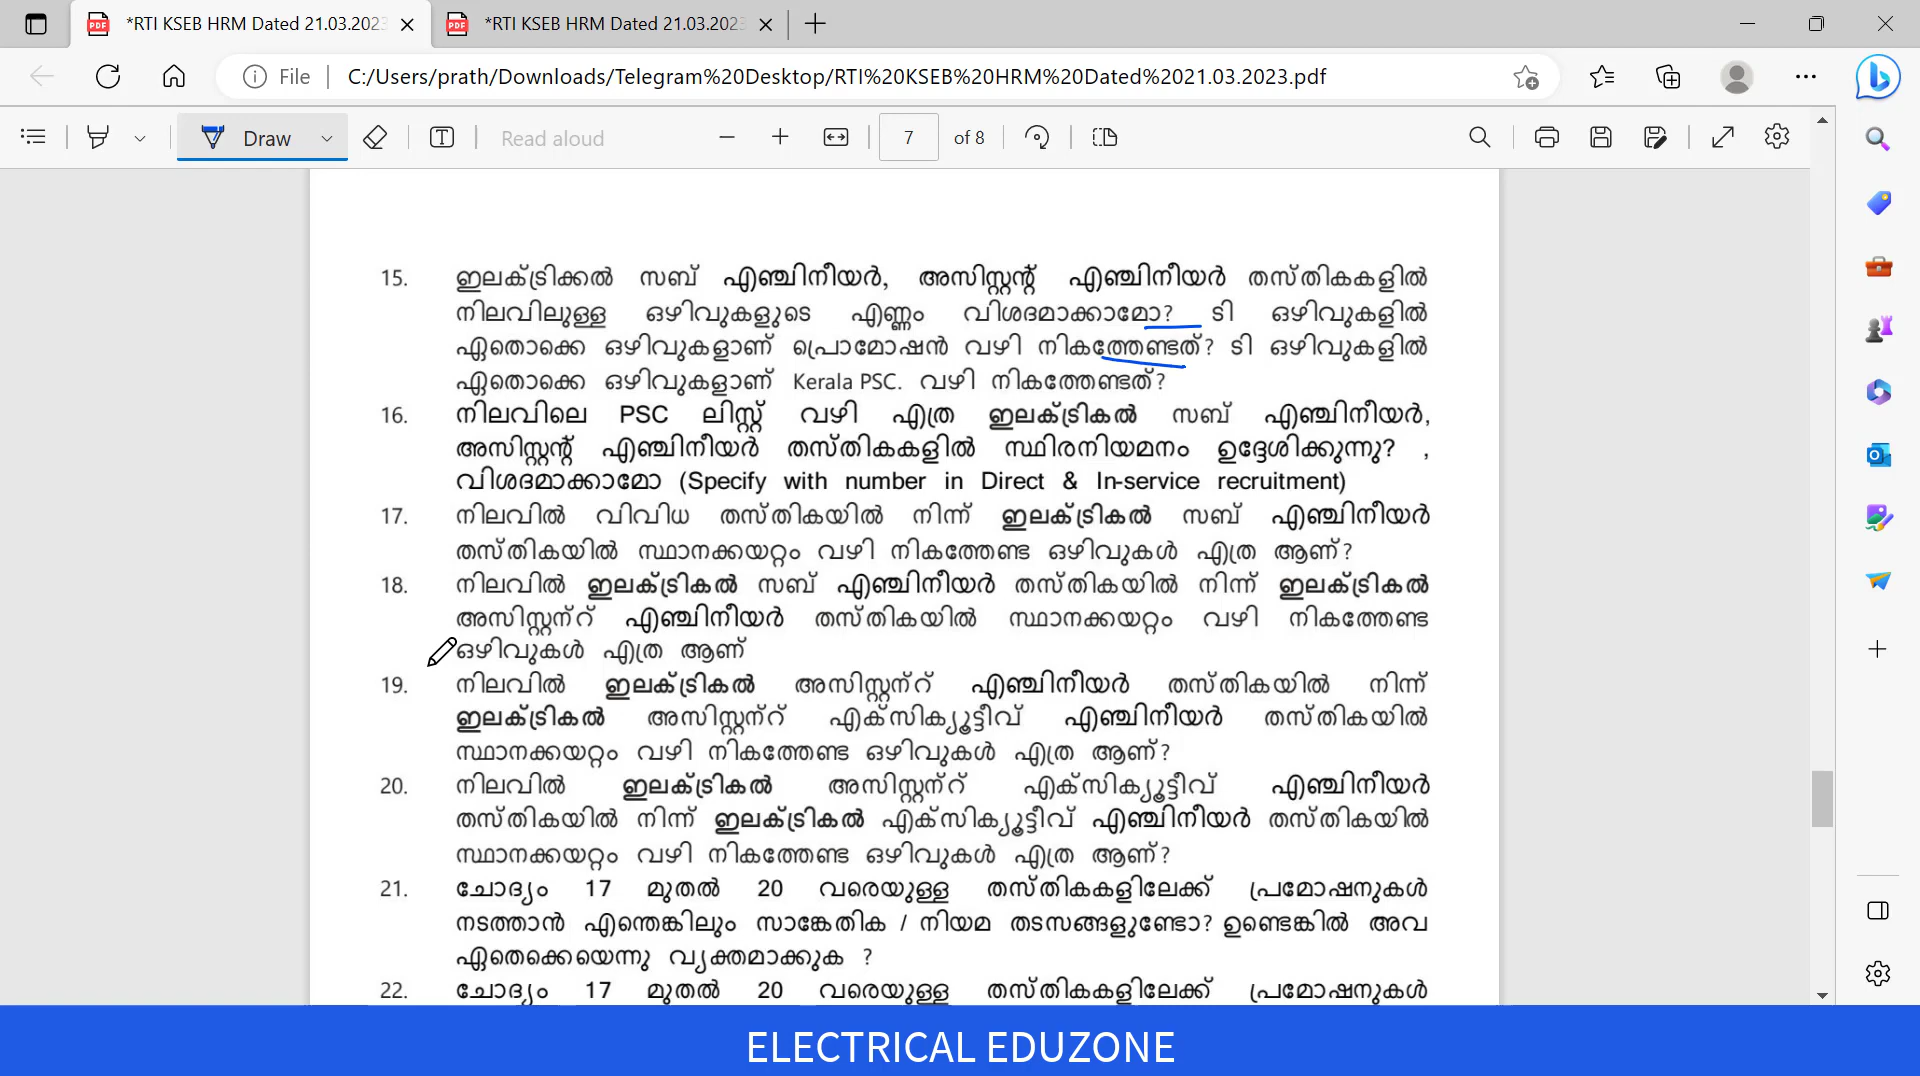 *RTI KSEB HRM Dated 21.03.2023
*RTI KSEB HRM Dated 21.03.2023
File
C:/Users/prath/Downloads/Telegram%20Desktop/RTI%20KSEB%20HRM%20Dated%2021.03.2023.pdf
Draw
Read aloud
7 of 8
15. ഇലക്ട്രിക്കൽ സബ് എഞ്ചിനീയർ, അസിസ്റ്റന്റ് എഞ്ചിനീയർ തസ്തികകളിൽ
നിലവിലുള്ള ഒഴിവുകളുടെ എണ്ണം വിശദമാക്കാമോ? ടി ഒഴിവുകളിൽ
ഏതൊക്കെ ഒഴിവുകളാണ് പ്രൊമോഷൻ വഴി നികത്തേണ്ടത്? ടി ഒഴിവുകളിൽ
ഏതൊക്കെ ഒഴിവുകളാണ് Kerala PSC. വഴി നികത്തേണ്ടത്?
16. നിലവിലെ PSC ലിസ്റ്റ് വഴി എത്ര ഇലക്ട്രികൽ സബ് എഞ്ചിനീയർ,
അസിസ്റ്റന്റ് എഞ്ചിനീയർ തസ്തികകളിൽ സ്ഥിരനിയമനം ഉദ്ദേശിക്കുന്നു? ,
വിശദമാക്കാമോ (Specify with number in Direct & In-service recruitment)
17. നിലവിൽ വിവിധ തസ്തികയിൽ നിന്ന് ഇലക്ട്രികൽ സബ് എഞ്ചിനീയർ
തസ്തികയിൽ സ്ഥാനക്കയറ്റം വഴി നികത്തേണ്ട ഒഴിവുകൾ എത്ര ആണ്?
18. നിലവിൽ ഇലക്ട്രികൽ സബ് എഞ്ചിനീയർ തസ്തികയിൽ നിന്ന് ഇലക്ട്രികൽ
അസിസ്റ്റന്റ് എഞ്ചിനീയർ തസ്തികയിൽ സ്ഥാനക്കയറ്റം വഴി നികത്തേണ്ട
ഒഴിവുകൾ എത്ര ആണ്
19. നിലവിൽ ഇലക്ട്രികൽ അസിസ്റ്റന്റ് എഞ്ചിനീയർ തസ്തികയിൽ നിന്ന്
ഇലക്ട്രികൽ അസിസ്റ്റന്റ് എക്സിക്യൂട്ടീവ് എഞ്ചിനീയർ തസ്തികയിൽ
സ്ഥാനക്കയറ്റം വഴി നികത്തേണ്ട ഒഴിവുകൾ എത്ര ആണ്?
20. നിലവിൽ ഇലക്ട്രികൽ അസിസ്റ്റന്റ് എക്സിക്യൂട്ടീവ് എഞ്ചിനീയർ
തസ്തികയിൽ നിന്ന് ഇലക്ട്രികൽ എക്സിക്യൂട്ടീവ് എഞ്ചിനീയർ തസ്തികയിൽ
സ്ഥാനക്കയറ്റം വഴി നികത്തേണ്ട ഒഴിവുകൾ എത്ര ആണ്?
21. ചോദ്യം 17 മുതൽ 20 വരെയുള്ള തസ്തികകളിലേക്ക് പ്രമോഷനുകൾ
നടത്താൻ എന്തെങ്കിലും സാങ്കേതിക / നിയമ തടസങ്ങളുണ്ടോ? ഉണ്ടെങ്കിൽ അവ
ഏതെക്കെയെന്നു വ്യക്തമാക്കുക ?
22. ചോദ്യം 17 മുതൽ 20 വരെയുള്ള തസ്തികകളിലേക്ക് പ്രമോഷനുകൾ
ELECTRICAL EDUZONE